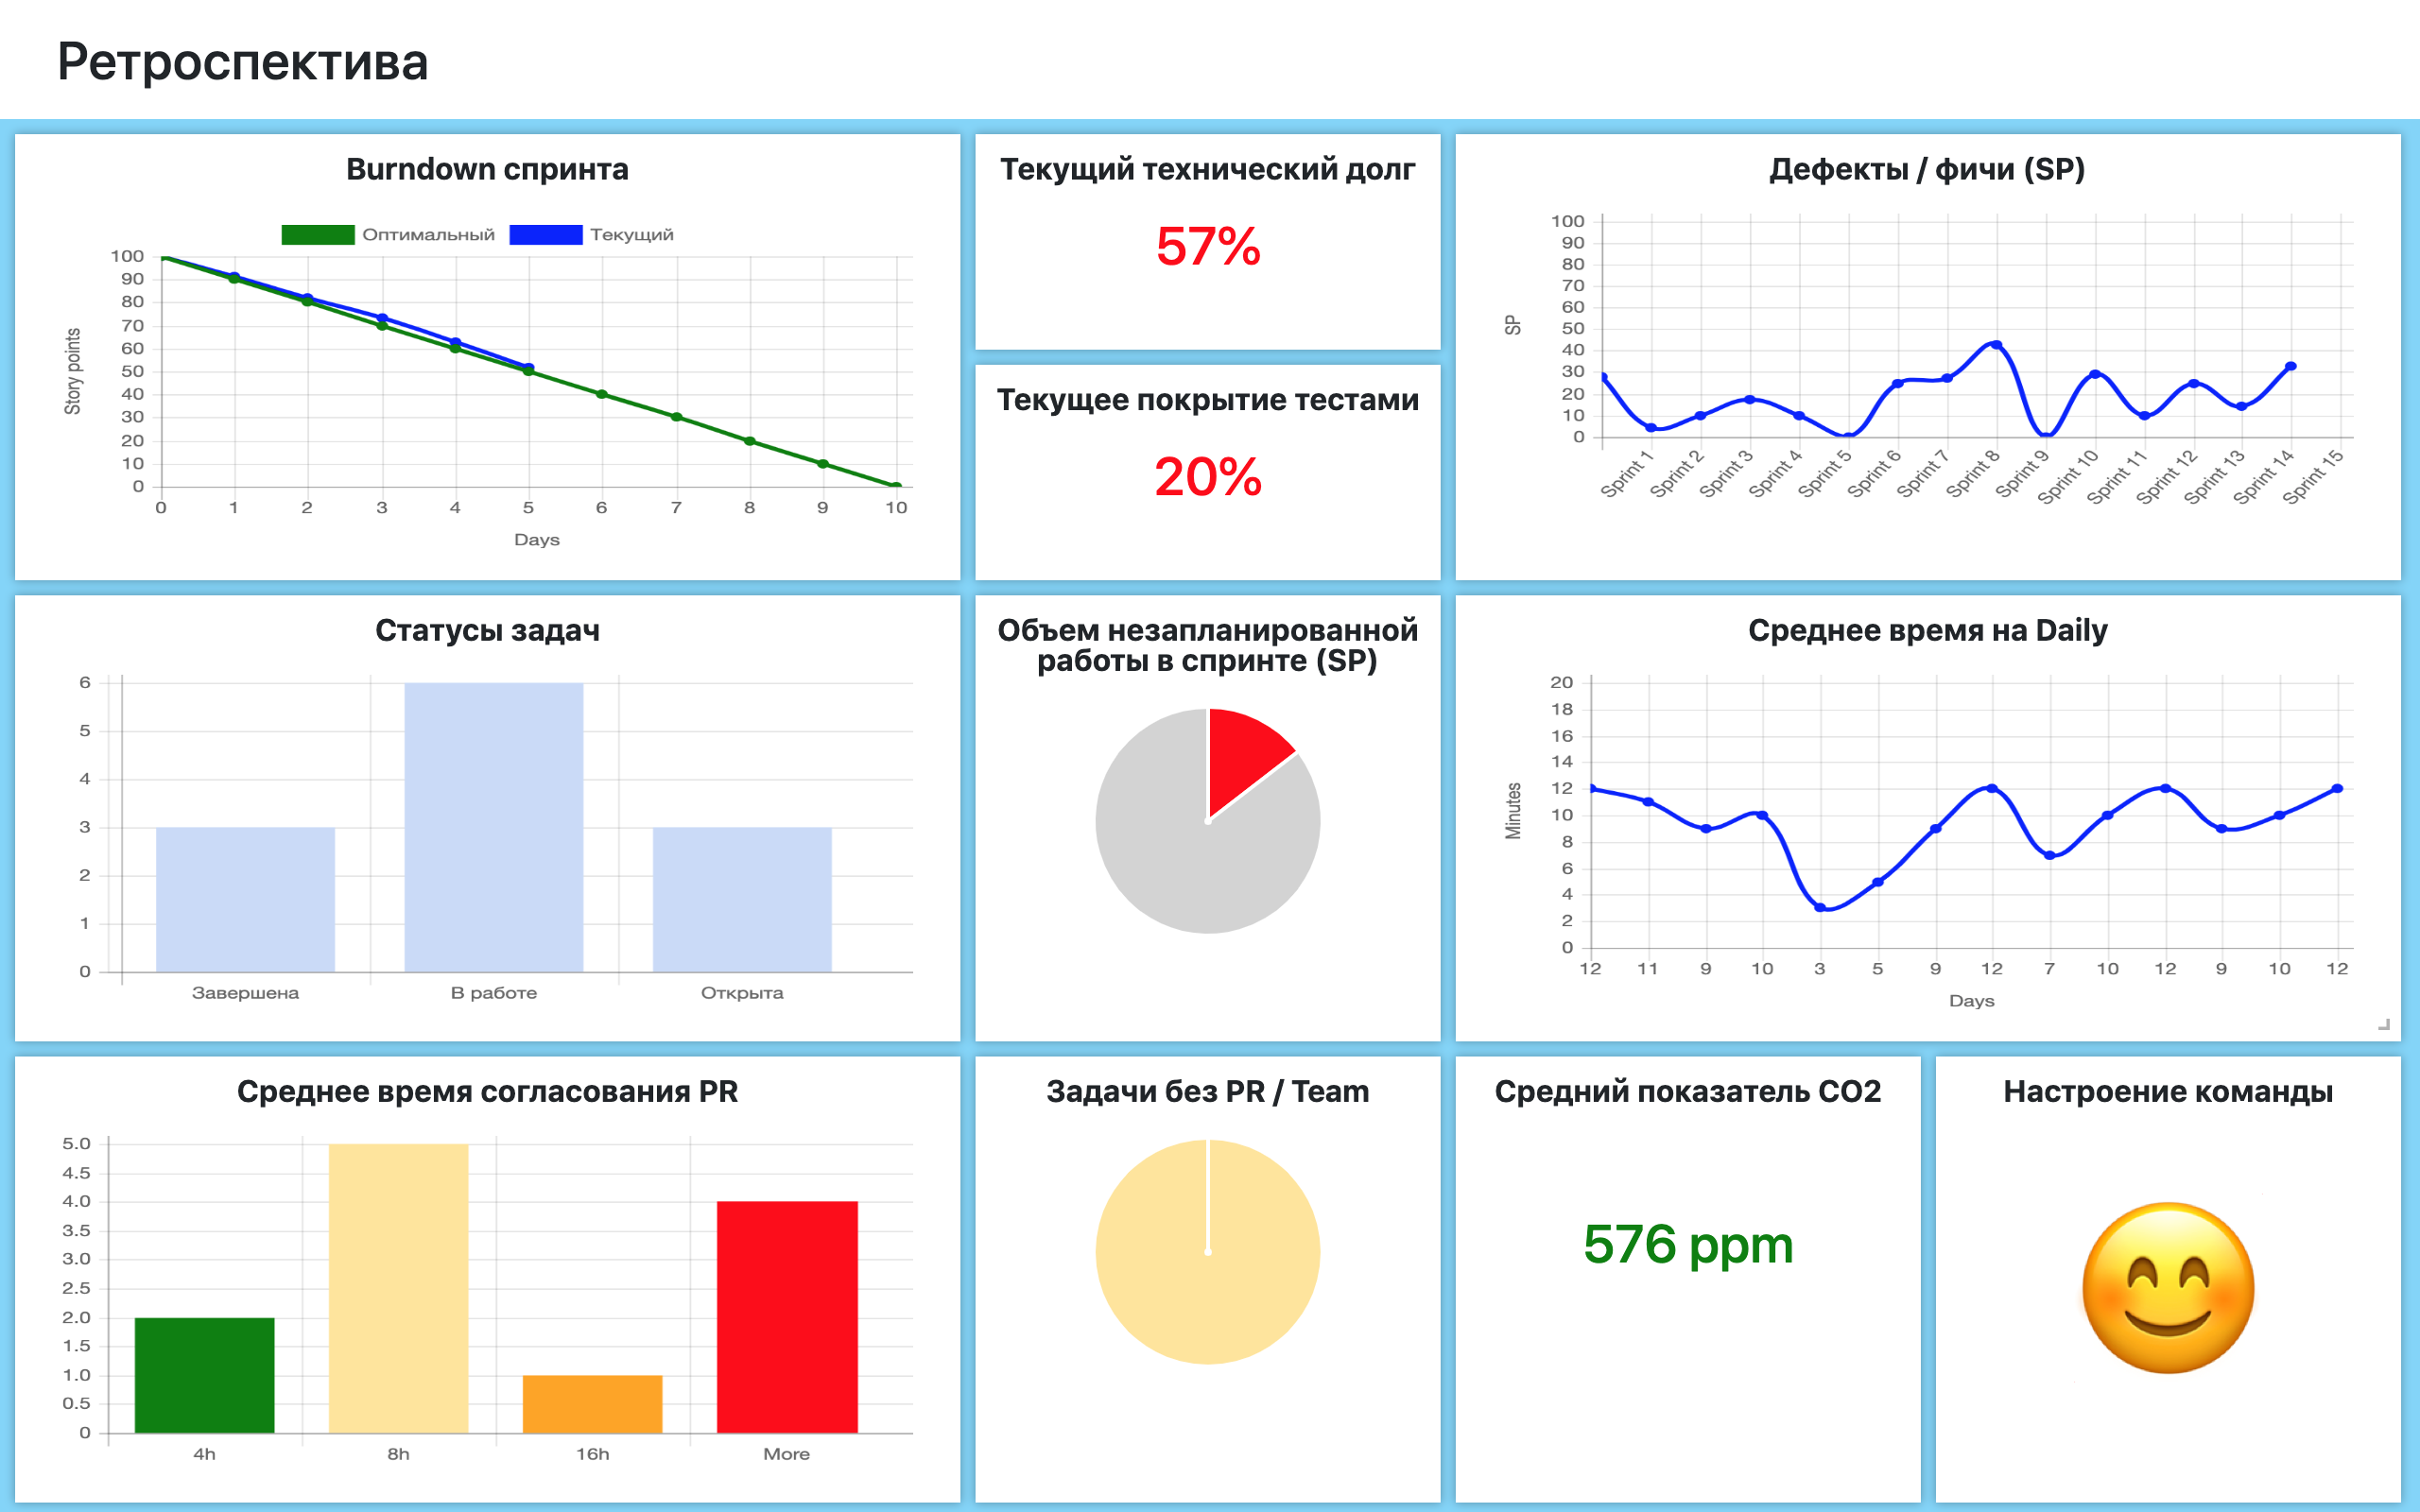 Ретроспектива
Burndown спринта
Оптимальный Текущий
100
90
80
70
60
50
40
30
20
10
0
Story points
0 1 2 3 4 5 6 7 8 9 10
Days
Текущий технический долг
57%
Текущее покрытие тестами
20%
Дефекты / фичи (SP)
100
90
80
70
60
50
40
30
20
10
0
SP
Sprint 1 Sprint 2 Sprint 3 Sprint 4 Sprint 5 Sprint 6 Sprint 7 Sprint 8 Sprint 9 Sprint 10 Sprint 11 Sprint 12 Sprint 13 Sprint 14 Sprint 15
Статусы задач
6
5
4
3
2
1
0
Завершена В работе Открыта
Объем незапланированной
работы в спринте (SP)
Среднее время на Daily
20
18
16
14
12
10
8
6
4
2
0
Minutes
12 11 9 10 3 5 9 12 7 10 12 9 10 12
Days
Среднее время согласования PR
5.0
4.5
4.0
3.5
3.0
2.5
2.0
1.5
1.0
0.5
0
4h 8h 16h More
Задачи без PR / Team
Средний показатель CO2
576 ppm
Настроение команды